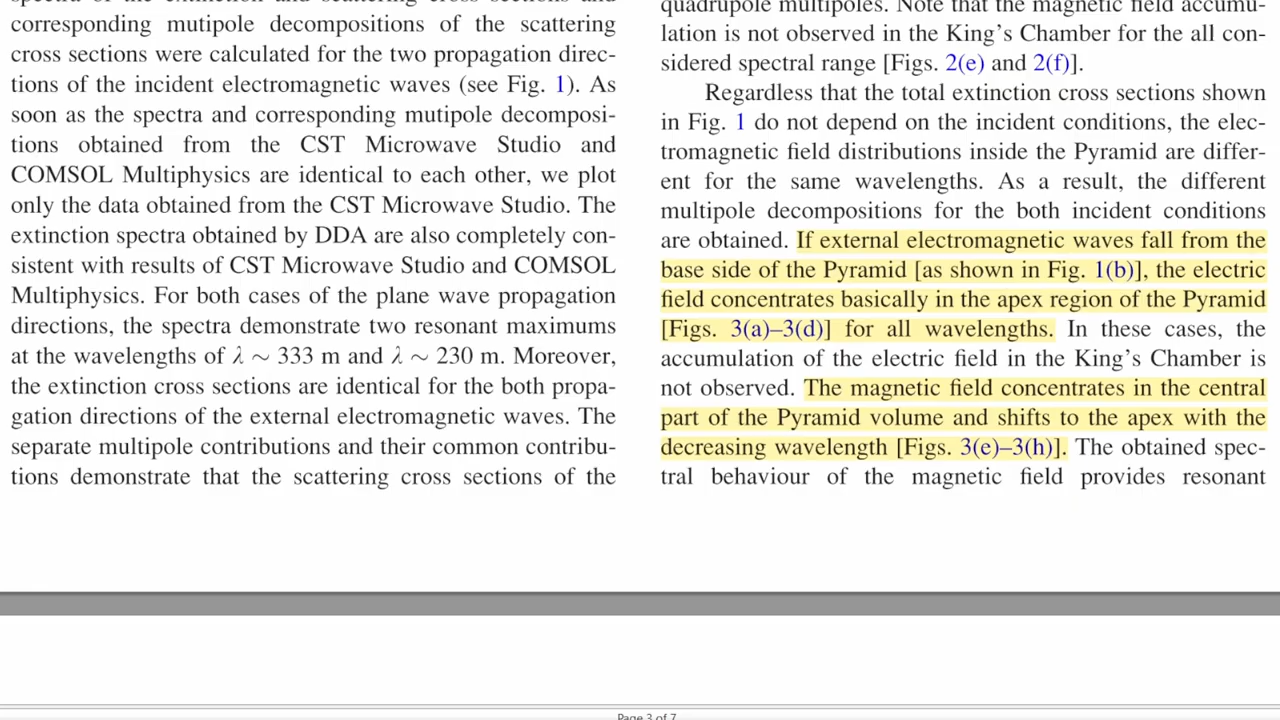 spectra of the extinction and scattering cross sections and
corresponding mutipole decompositions of the scattering
cross sections were calculated for the two propagation direc-
tions of the incident electromagnetic waves (see Fig. 1). As
soon as the spectra and corresponding mutipole decomposi-
tions obtained from the CST Microwave Studio and
COMSOL Multiphysics are identical to each other, we plot
only the data obtained from the CST Microwave Studio. The
extinction spectra obtained by DDA are also completely con-
sistent with results of CST Microwave Studio and COMSOL
Multiphysics. For both cases of the plane wave propagation
directions, the spectra demonstrate two resonant maximums
at the wavelengths of λ ∼ 333 m and λ ∼ 230 m. Moreover,
the extinction cross sections are identical for the both propa-
gation directions of the external electromagnetic waves. The
separate multipole contributions and their common contribu-
tions demonstrate that the scattering cross sections of the
quadrupole multipoles. Note that the magnetic field accumu-
lation is not observed in the King's Chamber for the all con-
sidered spectral range [Figs. 2(e) and 2(f)].
Regardless that the total extinction cross sections shown
in Fig. 1 do not depend on the incident conditions, the elec-
tromagnetic field distributions inside the Pyramid are differ-
ent for the same wavelengths. As a result, the different
multipole decompositions for the both incident conditions
are obtained. If external electromagnetic waves fall from the
base side of the Pyramid [as shown in Fig. 1(b)], the electric
field concentrates basically in the apex region of the Pyramid
[Figs. 3(a)–3(d)] for all wavelengths. In these cases, the
accumulation of the electric field in the King's Chamber is
not observed. The magnetic field concentrates in the central
part of the Pyramid volume and shifts to the apex with the
decreasing wavelength [Figs. 3(e)–3(h)]. The obtained spec-
tral behaviour of the magnetic field provides resonant
Page 3 of 7